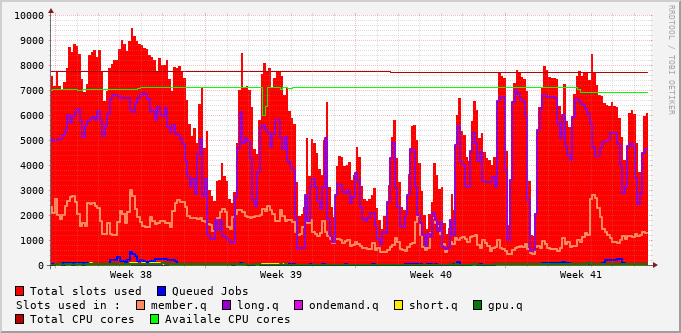 10000
9000
8000
7000
6000
5000
4000
3000
2000
1000
0
Week 38 Week 39 Week 40 Week 41
RRDTOOL / TOBI OETIKER
Total slots used Queued Jobs
Slots used in : member.q long.q ondemand.q short.q gpu.q
Total CPU cores Availale CPU cores